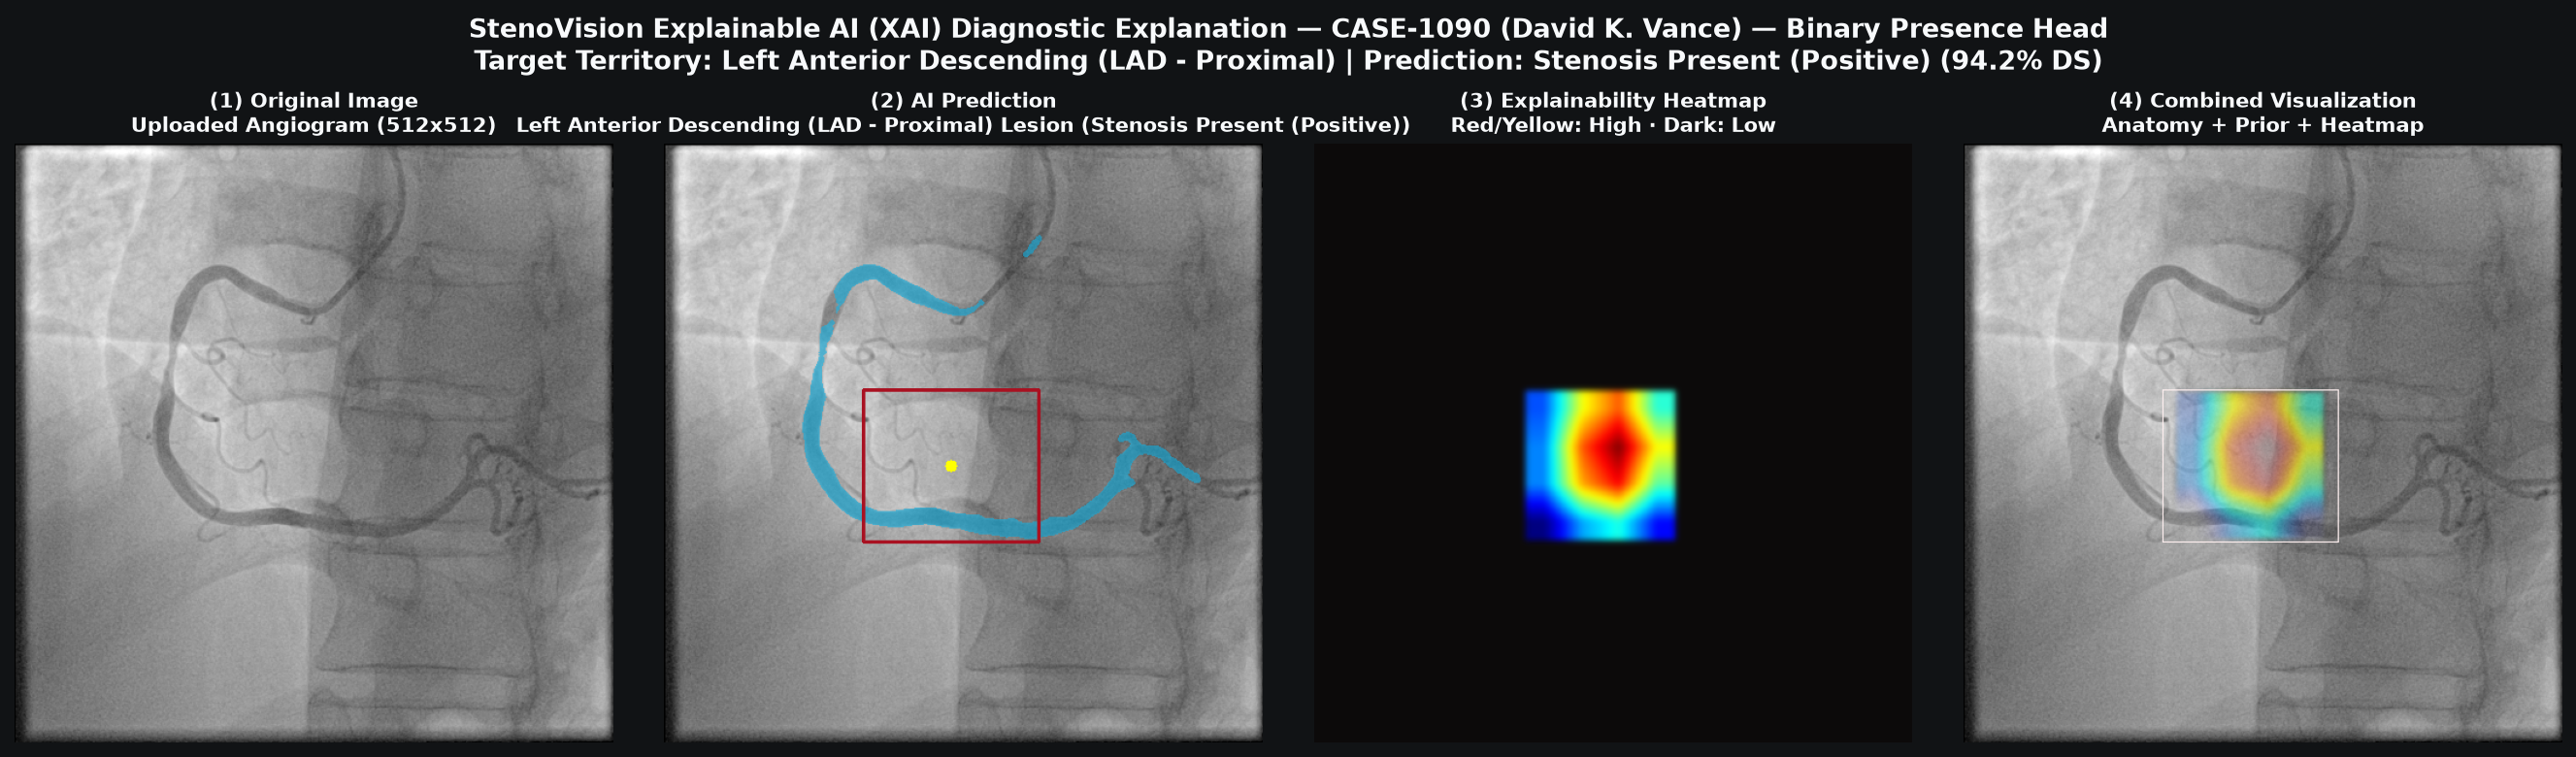 StenoVision Explainable AI (XAI) Diagnostic Explanation — CASE-1090 (David K. Vance) — Binary Presence Head
Target Territory: Left Anterior Descending (LAD - Proximal) | Prediction: Stenosis Present (Positive) (94.2% DS)
(1) Original Image
Uploaded Angiogram (512x512)
(2) AI Prediction
Left Anterior Descending (LAD - Proximal) Lesion (Stenosis Present (Positive))
(3) Explainability Heatmap
Red/Yellow: High · Dark: Low
(4) Combined Visualization
Anatomy + Prior + Heatmap